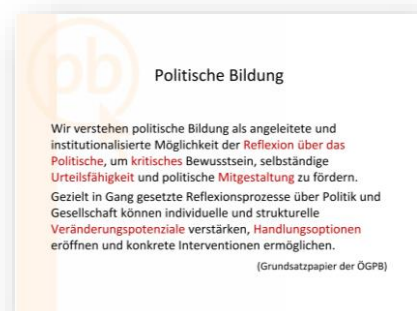 pb
Politische Bildung
Wir verstehen politische Bildung als angeleitete und
institutionalisierte Möglichkeit der Reflexion über das
Politische, um kritisches Bewusstsein, selbständige
Urteilsfähigkeit und politische Mitgestaltung zu fördern.
Gezielt in Gang gesetzte Reflexionsprozesse über Politik und
Gesellschaft können individuelle und strukturelle
Veränderungspotenziale verstärken, Handlungsoptionen
eröffnen und konkrete Interventionen ermöglichen.
(Grundsatzpapier der ÖGPB)